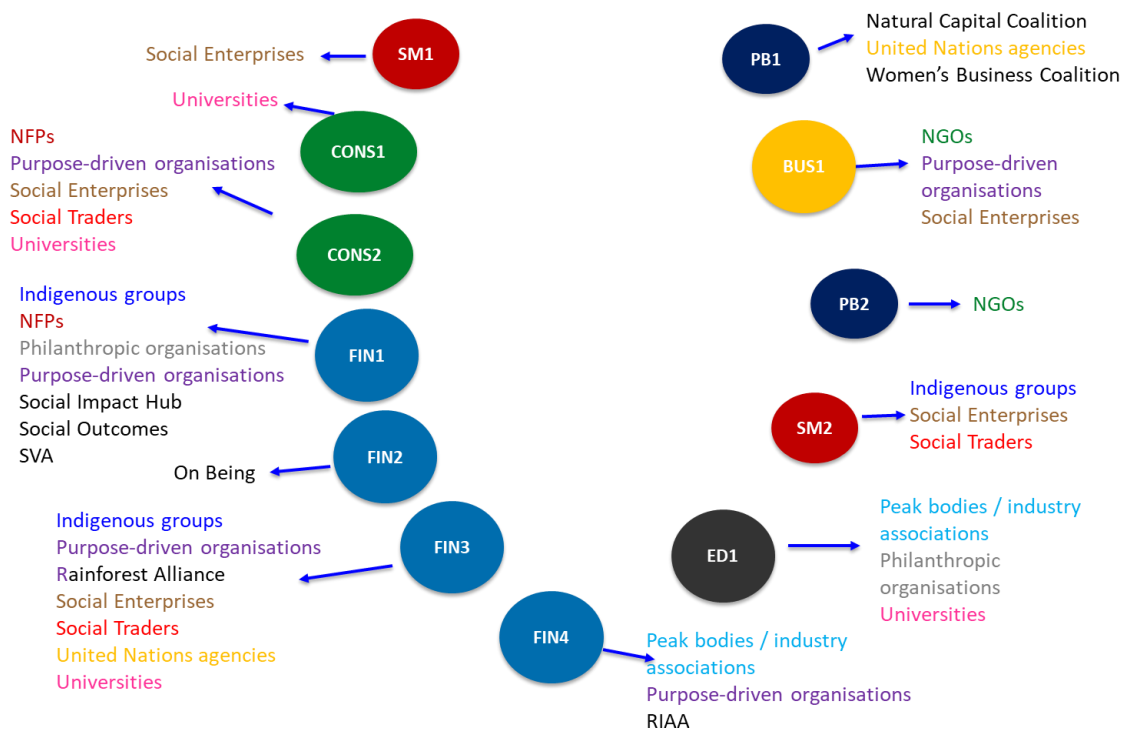 Social Enterprises
SM1
Universities
CONS1
NFPs
Purpose-driven organisations
Social Enterprises
Social Traders
Universities
CONS2
Indigenous groups
NFPs
Philanthropic organisations
Purpose-driven organisations
Social Impact Hub
Social Outcomes
SVA
FIN1
On Being
FIN2
Indigenous groups
Purpose-driven organisations
Rainforest Alliance
Social Enterprises
Social Traders
United Nations agencies
Universities
FIN3
FIN4
Peak bodies / industry
associations
Purpose-driven organisations
RIAA
PB1
Natural Capital Coalition
United Nations agencies
Women’s Business Coalition
BUS1
NGOs
Purpose-driven
organisations
Social Enterprises
PB2
NGOs
SM2
Indigenous groups
Social Enterprises
Social Traders
ED1
Peak bodies / industry
associations
Philanthropic
organisations
Universities